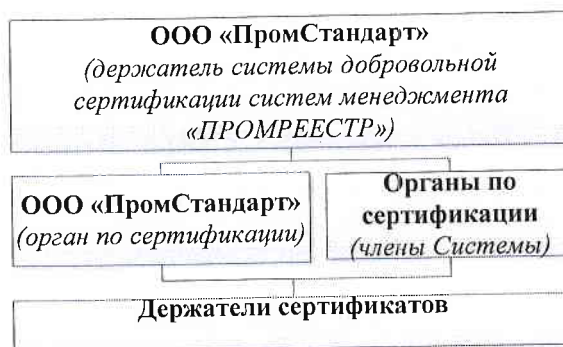 ООО «ПромСтандарт»
(держатель системы добровольной
сертификации систем менеджмента
«ПРОМРЕЕСТР»)
ООО «ПромСтандарт»
(орган по сертификации)
Органы по
сертификации
(члены Системы)
Держатели сертификатов